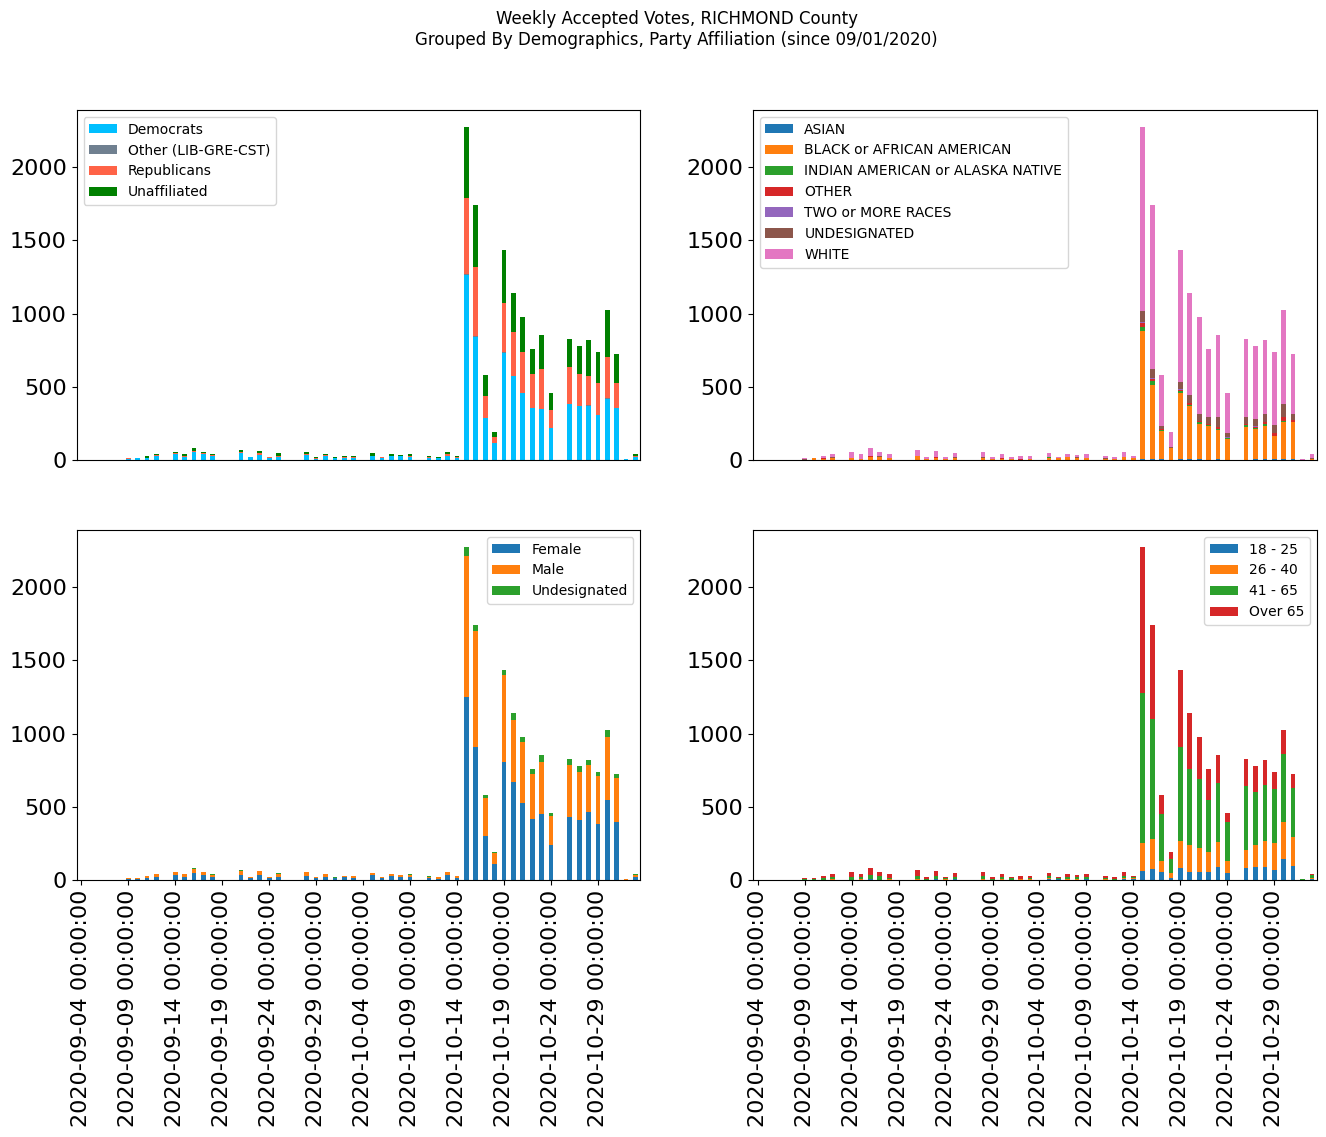 Weekly Accepted Votes, RICHMOND County
Grouped By Demographics, Party Affiliation (since 09/01/2020)
Democrats
Other (LIB-GRE-CST)
Republicans
Unaffiliated
2000
1500
1000
500
0
ASIAN
BLACK or AFRICAN AMERICAN
INDIAN AMERICAN or ALASKA NATIVE
OTHER
TWO or MORE RACES
UNDESIGNATED
WHITE
2000
1500
1000
500
0
Female
Male
Undesignated
2000
1500
1000
500
0
2020-09-04 00:00:00
2020-09-09 00:00:00
2020-09-14 00:00:00
2020-09-19 00:00:00
2020-09-24 00:00:00
2020-09-29 00:00:00
2020-10-04 00:00:00
2020-10-09 00:00:00
2020-10-14 00:00:00
2020-10-19 00:00:00
2020-10-24 00:00:00
2020-10-29 00:00:00
18 - 25
26 - 40
41 - 65
Over 65
2000
1500
1000
500
0
2020-09-04 00:00:00
2020-09-09 00:00:00
2020-09-14 00:00:00
2020-09-19 00:00:00
2020-09-24 00:00:00
2020-09-29 00:00:00
2020-10-04 00:00:00
2020-10-09 00:00:00
2020-10-14 00:00:00
2020-10-19 00:00:00
2020-10-24 00:00:00
2020-10-29 00:00:00